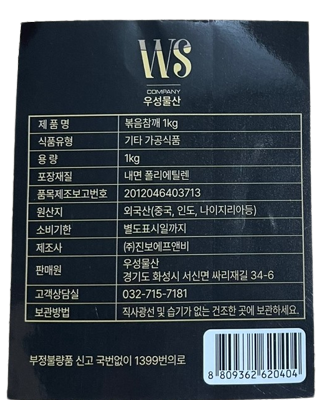 WS
COMPANY
우성물산
제 품 명 볶음참깨 1kg
식품유형 기타 가공식품
용 량 1kg
포장재질 내면 폴리에틸렌
품목제조보고번호 2012046403713
원산지 외국산(중국, 인도, 나이지리아등)
소비기한 별도표시일까지
제조사 (주)진보에프앤비
판매원 우성물산
경기도 화성시 서신면 싸리재길 34-6
고객상담실 032-715-7181
보관방법 직사광선 및 습기가 없는 건조한 곳에 보관하세요.
부정불량품 신고 국번없이 1399번의로
8 809362 620404